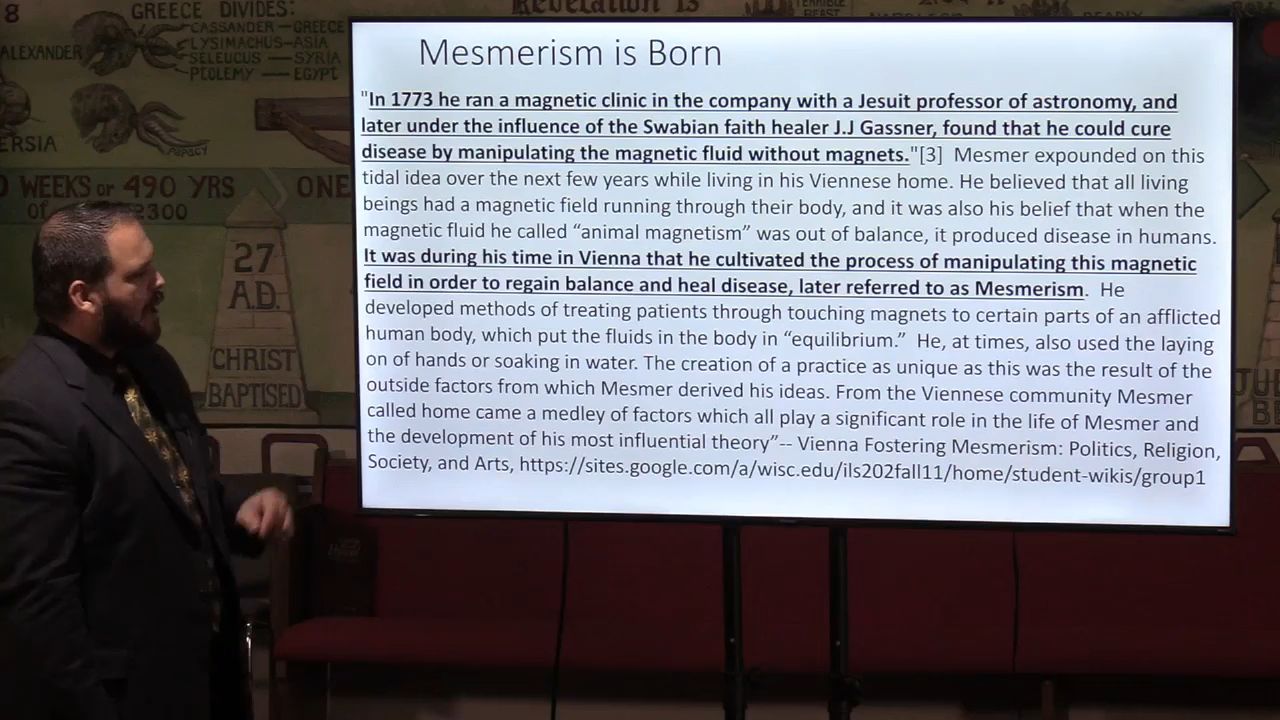 8
GREECE DIVIDES:
CASSANDER — GREECE
LYSIMACHUS - ASIA
SELEUCUS — SYRIA
PTOLEMY — EGYPT
ALEXANDER
ERSIA
LEGACY
WEEKS or 490 YRS
of 2300
ONE
27
A.D.
CHRIST
BAPTISED
Revelation 13
TERRIBLE
BEAST
Mesmerism is Born
"In 1773 he ran a magnetic clinic in the company with a Jesuit professor of astronomy, and
later under the influence of the Swabian faith healer J.J Gassner, found that he could cure
disease by manipulating the magnetic fluid without magnets."[3] Mesmer expounded on this
tidal idea over the next few years while living in his Viennese home. He believed that all living
beings had a magnetic field running through their body, and it was also his belief that when the
magnetic fluid he called “animal magnetism” was out of balance, it produced disease in humans.
It was during his time in Vienna that he cultivated the process of manipulating this magnetic
field in order to regain balance and heal disease, later referred to as Mesmerism. He
developed methods of treating patients through touching magnets to certain parts of an afflicted
human body, which put the fluids in the body in “equilibrium.” He, at times, also used the laying
on of hands or soaking in water. The creation of a practice as unique as this was the result of the
outside factors from which Mesmer derived his ideas. From the Viennese community Mesmer
called home came a medley of factors which all play a significant role in the life of Mesmer and
the development of his most influential theory”-- Vienna Fostering Mesmerism: Politics, Religion,
Society, and Arts, https://sites.google.com/a/wisc.edu/ils202fall11/home/student-wikis/group1